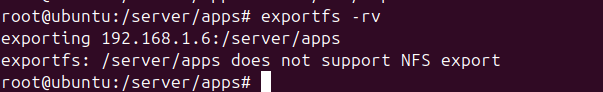 root@ubuntu:/server/apps# exportfs -rv
exporting 192.168.1.6:/server/apps
exportfs: /server/apps does not support NFS export
root@ubuntu:/server/apps#